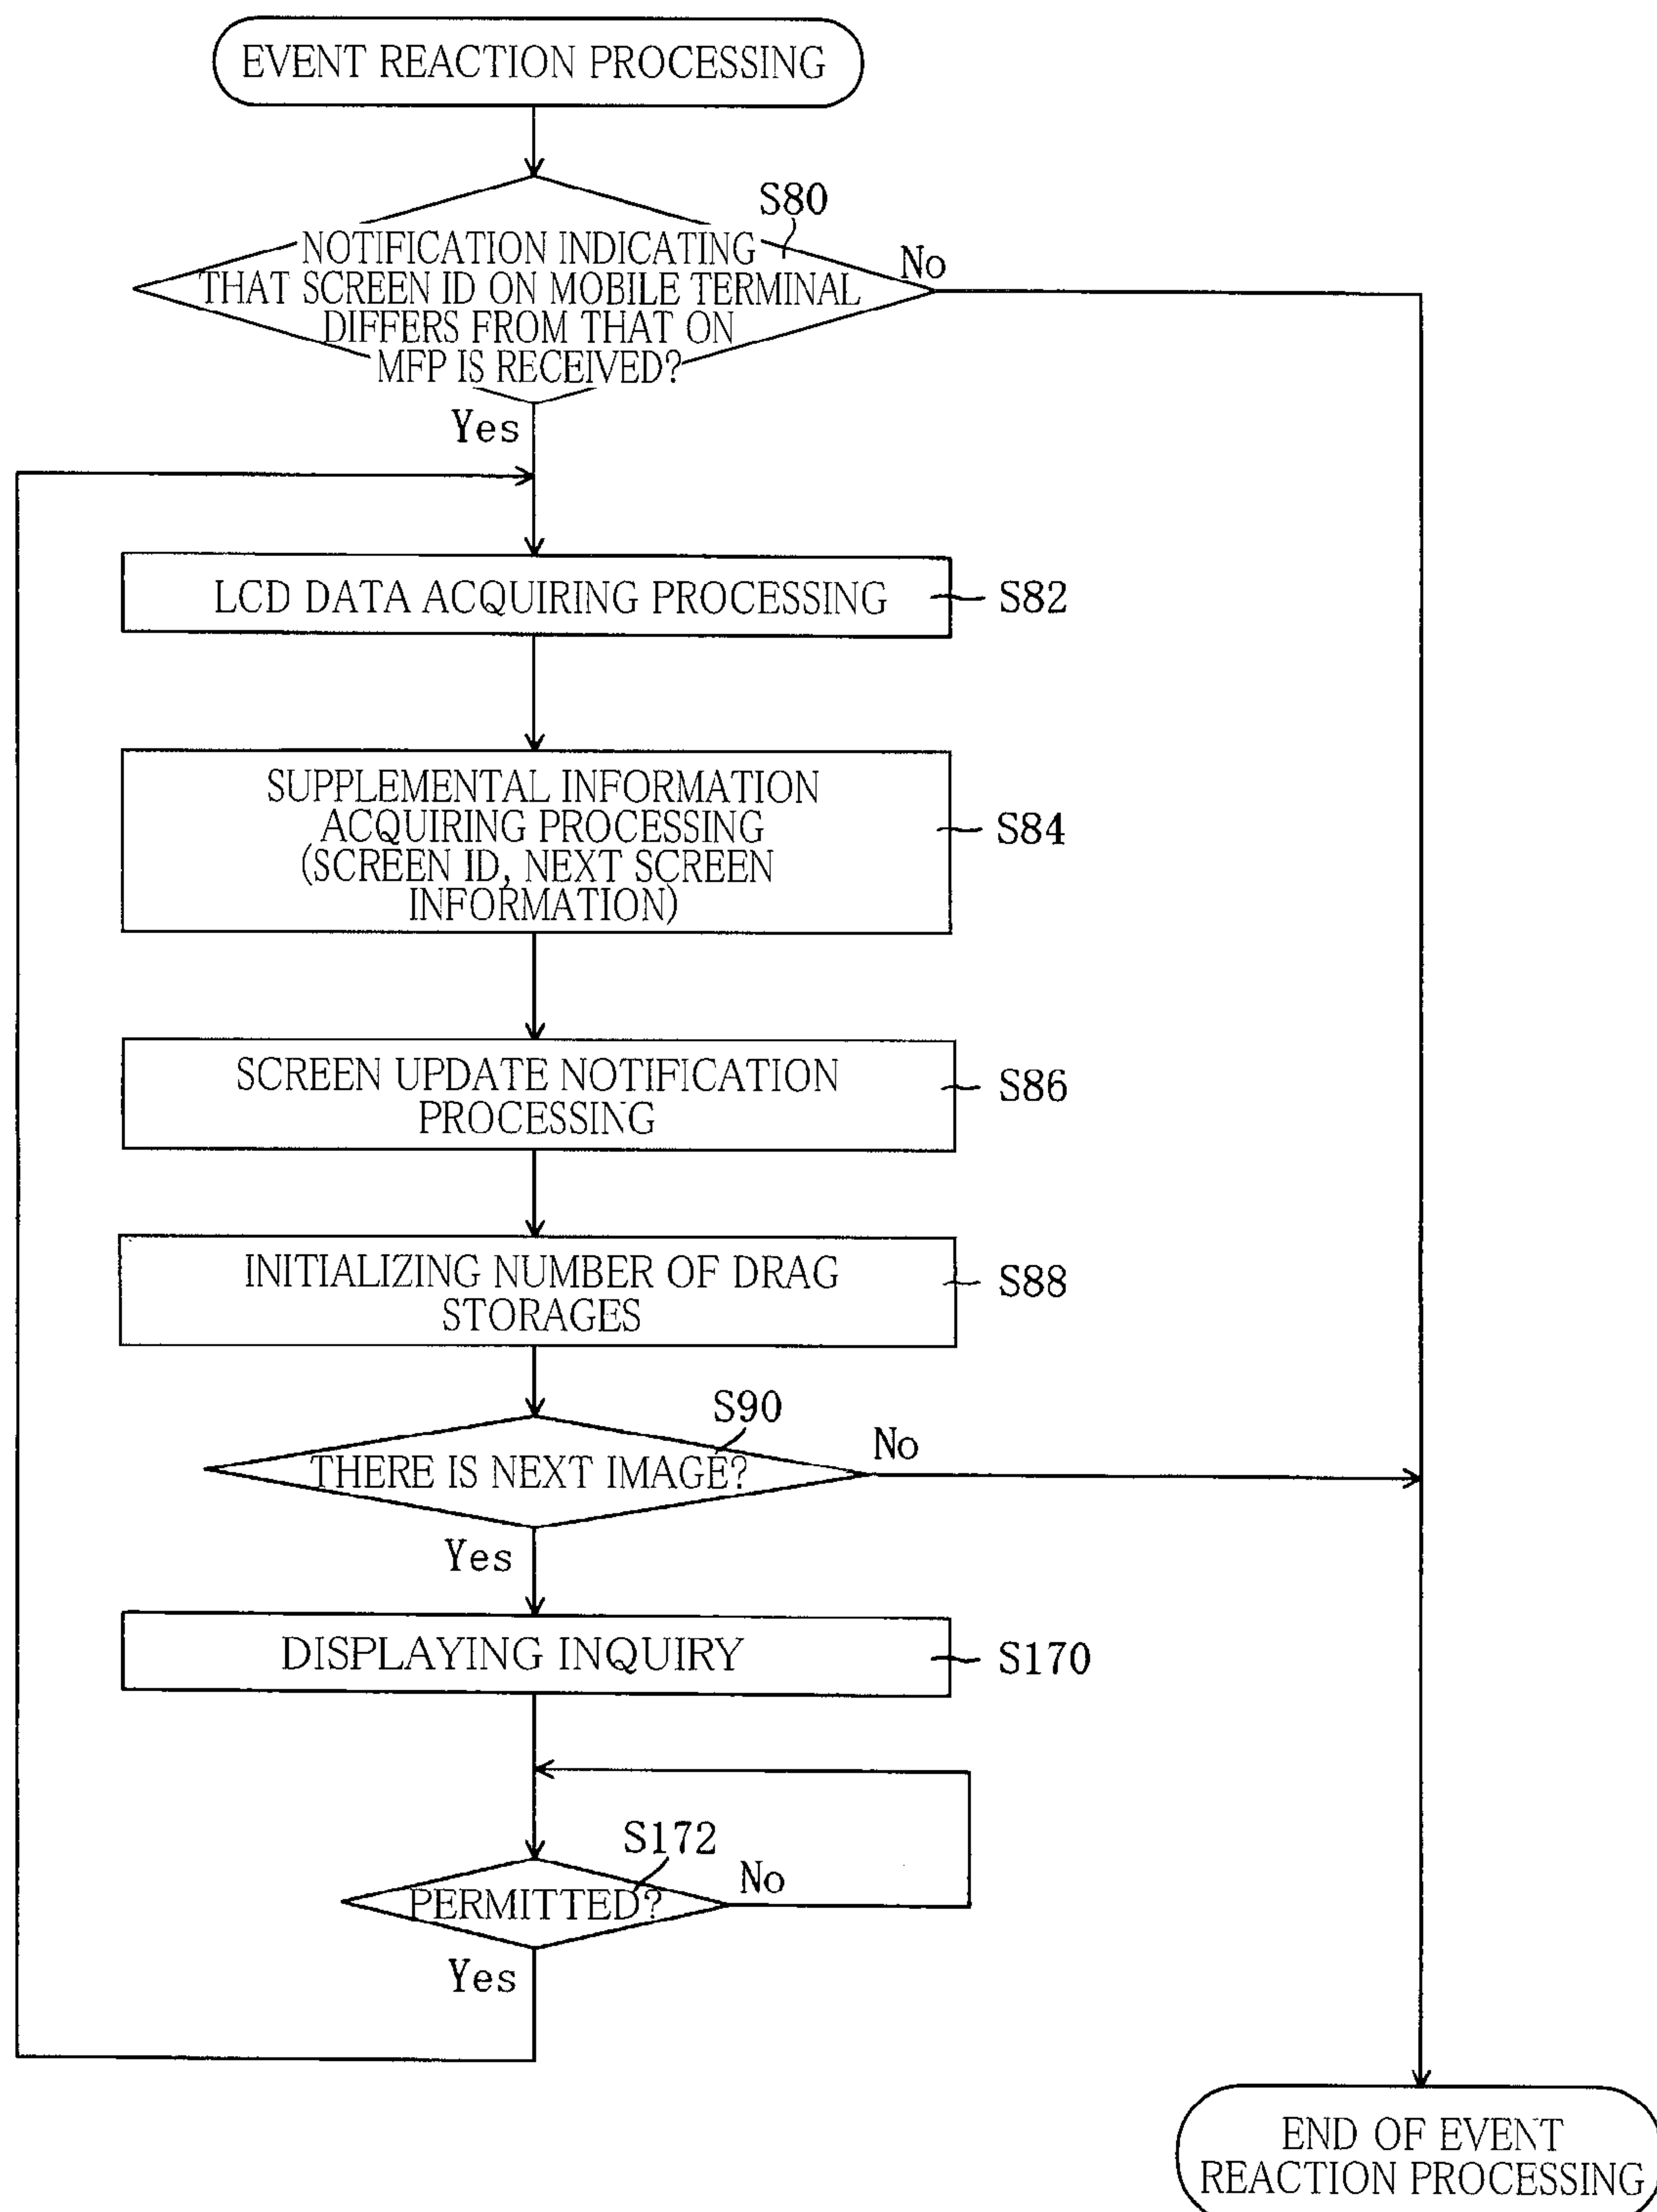 EVENT REACTION PROCESSING
S80
NOTIFICATION INDICATING
THAT SCREEN ID ON MOBILE TERMINAL
DIFFERS FROM THAT ON
MFP IS RECEIVED?
No
Yes
LCD DATA ACQUIRING PROCESSING
S82
SUPPLEMENTAL INFORMATION
ACQUIRING PROCESSING
(SCREEN ID, NEXT SCREEN
INFORMATION)
S84
SCREEN UPDATE NOTIFICATION
PROCESSING
S86
INITIALIZING NUMBER OF DRAG
STORAGES
S88
S90
THERE IS NEXT IMAGE?
No
Yes
DISPLAYING INQUIRY
S170
S172
PERMITTED?
No
Yes
END OF EVENT
REACTION PROCESSING